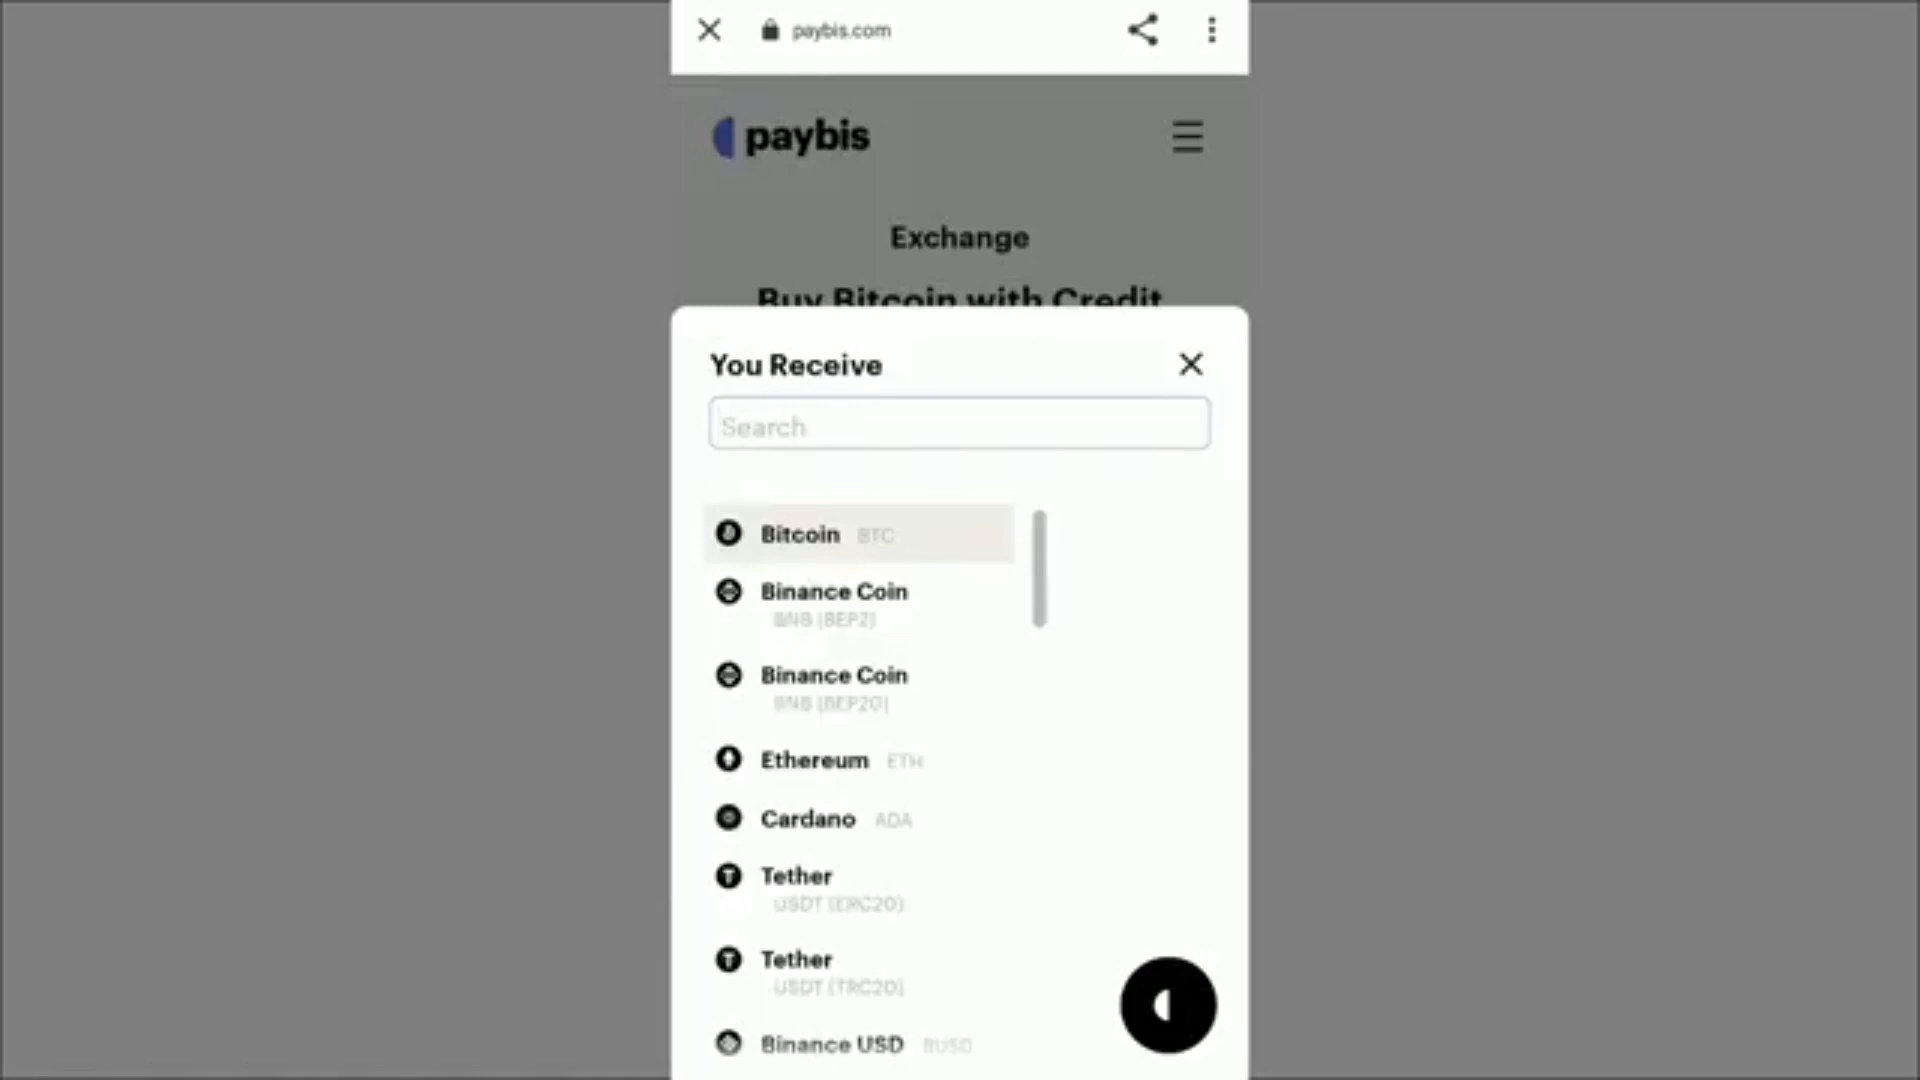 paybis.com
paybis
Exchange
Buy Bitcoin with Credit
You Receive
Search
Bitcoin BTC
Binance Coin
BNB (BEP2)
Binance Coin
BNB (BEP20)
Ethereum ETH
Cardano ADA
Tether
USDT (ERC20)
Tether
USDT (TRC20)
Binance USD BUSD